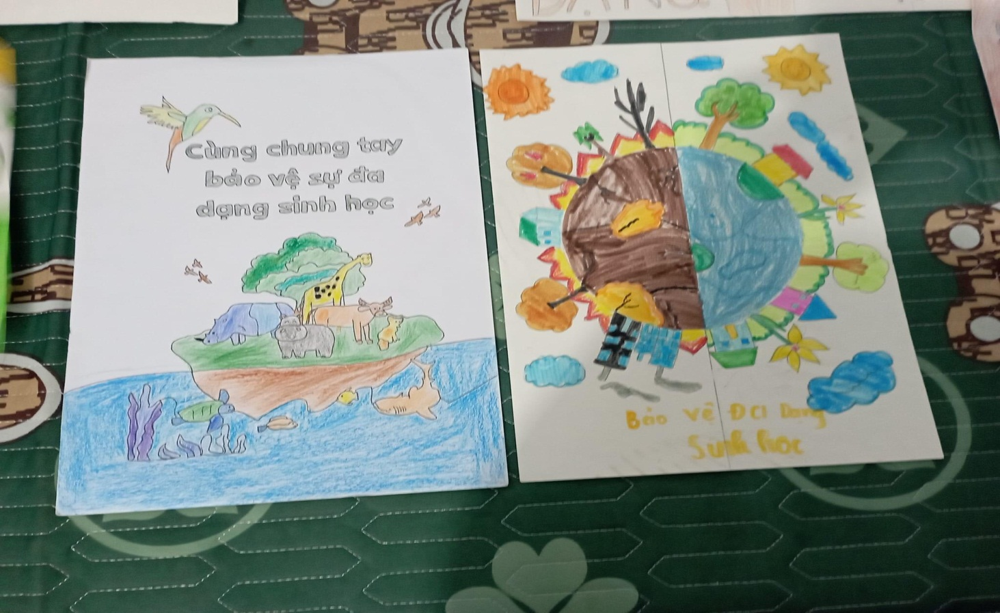 Cùng chung tay
bảo vệ sự đa
dạng sinh học
Bảo vệ Đa Dạng
Sinh học